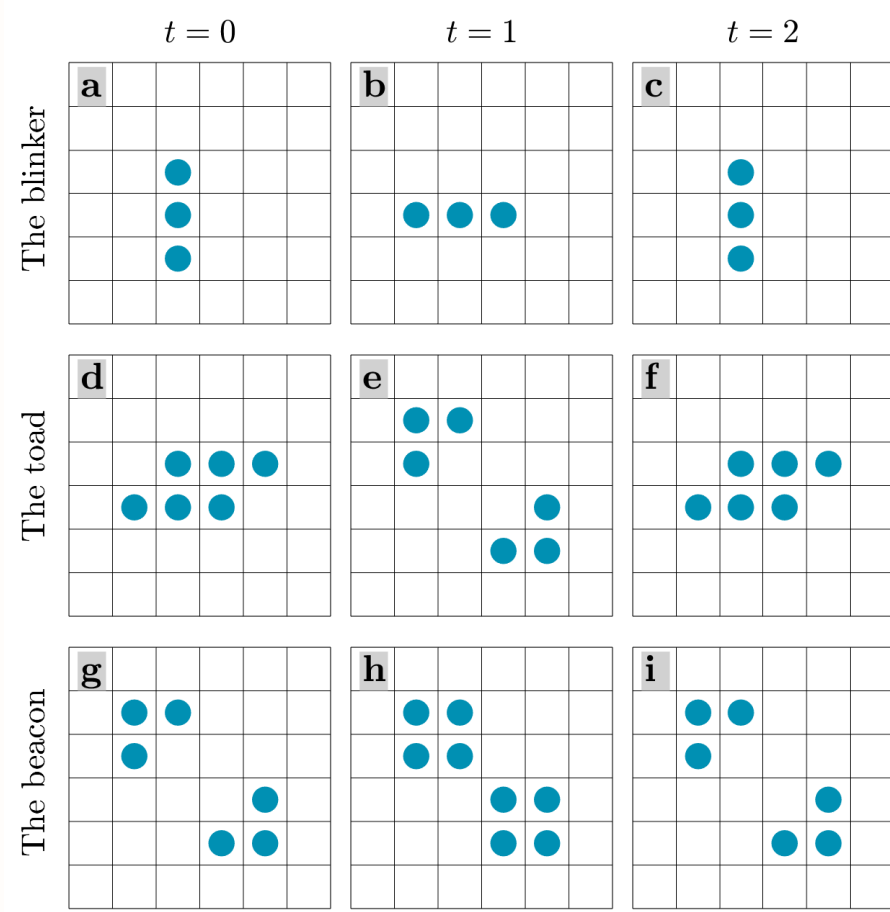 t = 0
t = 1
t = 2
The blinker
a
b
c
The toad
d
e
f
The beacon
g
h
i